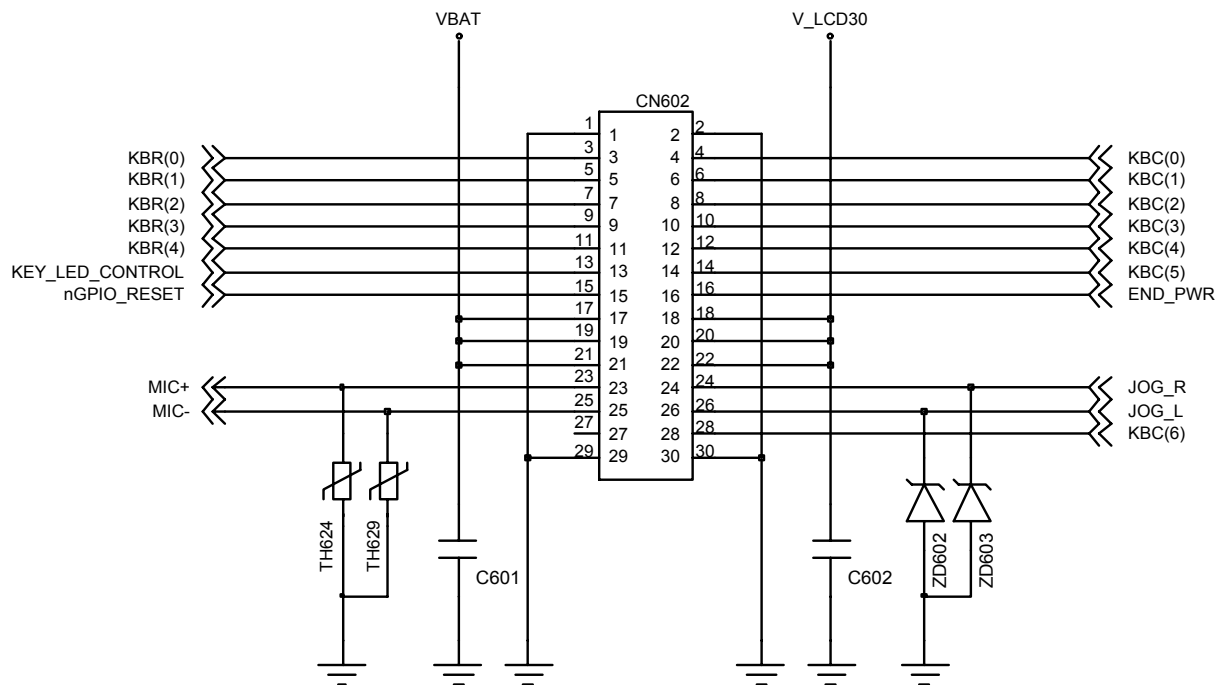 VBAT V_LCD30
CN602
1 1 2 2
KBR(0) 3 3 4 4 KBC(0)
KBR(1) 5 5 6 6 KBC(1)
KBR(2) 7 7 8 8 KBC(2)
KBR(3) 9 9 10 10 KBC(3)
KBR(4) 11 11 12 12 KBC(4)
KEY_LED_CONTROL 13 13 14 14 KBC(5)
nGPIO_RESET 15 15 16 16 END_PWR
17 17 18 18
19 19 20 20
21 21 22 22
MIC+ 23 23 24 24 JOG_R
MIC- 25 25 26 26 JOG_L
27 27 28 28 KBC(6)
29 29 30 30
TH624 TH629 C601 C602 ZD602 ZD603